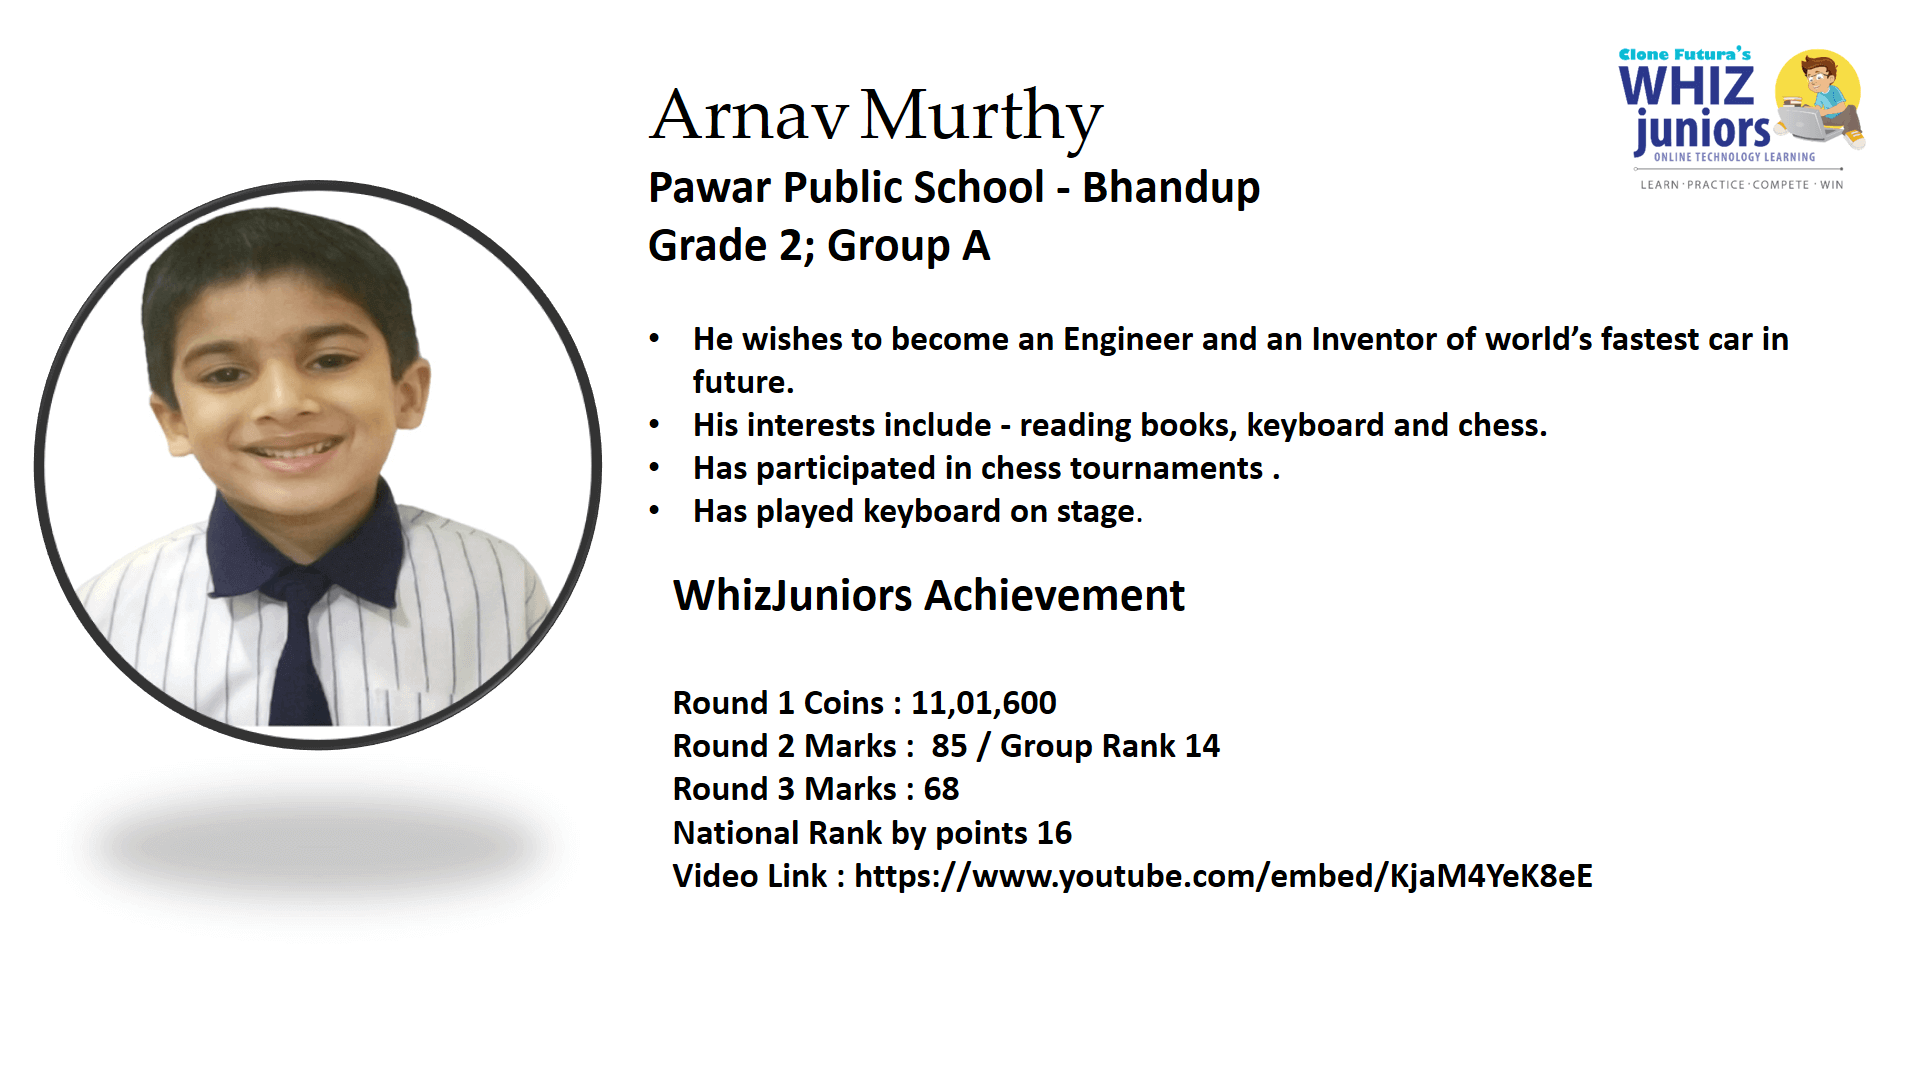 Clone Futura's
WHIZ
juniors
ONLINE TECHNOLOGY LEARNING
LEARN · PRACTICE · COMPETE · WIN
Arnav Murthy
Pawar Public School - Bhandup
Grade 2; Group A
• He wishes to become an Engineer and an Inventor of world’s fastest car in
future.
• His interests include - reading books, keyboard and chess.
• Has participated in chess tournaments .
• Has played keyboard on stage.
WhizJuniors Achievement
Round 1 Coins : 11,01,600
Round 2 Marks :  85 / Group Rank 14
Round 3 Marks : 68
National Rank by points 16
Video Link : https://www.youtube.com/embed/KjaM4YeK8eE